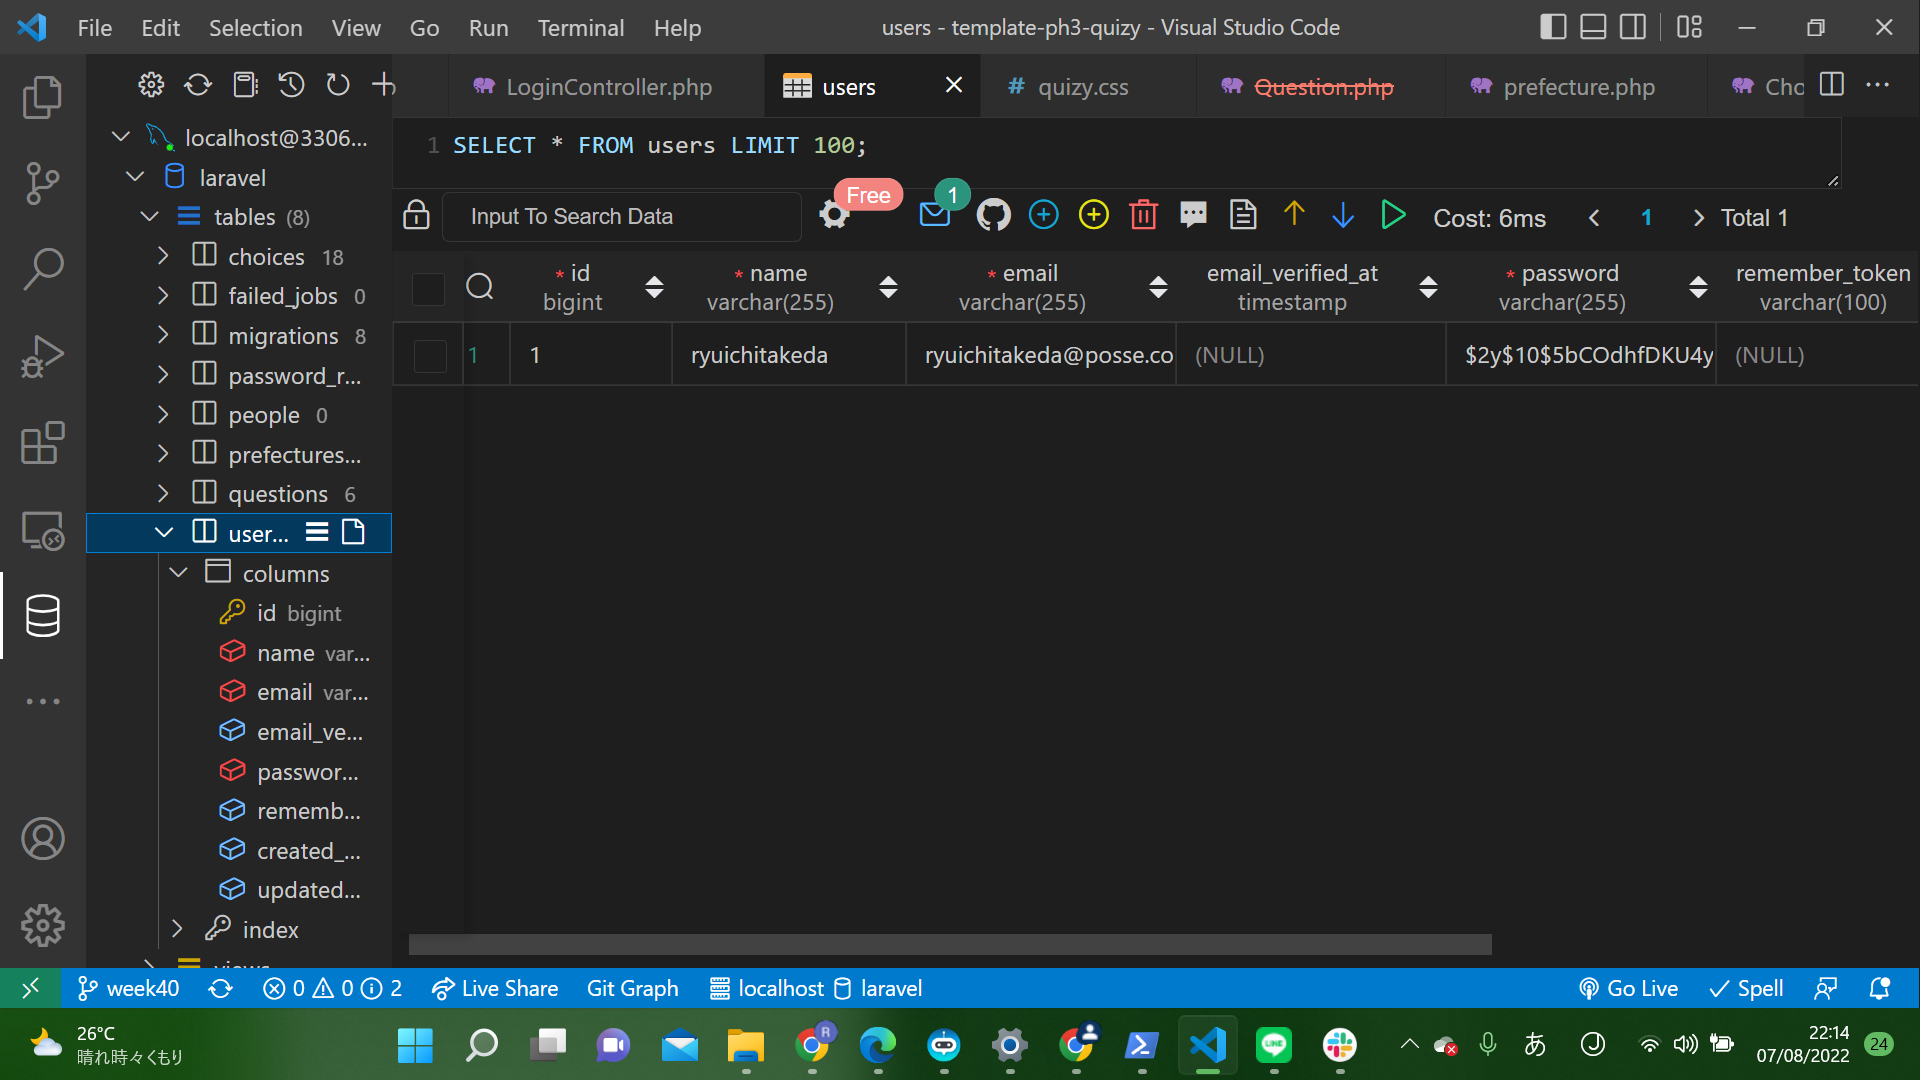 File Edit Selection View Go Run Terminal Help
users - template-ph3-quizy - Visual Studio Code
LoginController.php
users
# quizy.css
Question.php
prefecture.php
Cho
localhost@3306...
laravel
tables (8)
choices 18
failed_jobs 0
migrations 8
password_r...
people 0
prefectures...
questions 6
user...
columns
id bigint
name var...
email var...
email_ve...
passwor...
rememb...
created_...
updated...
index
views
1 SELECT * FROM users LIMIT 100;
Input To Search Data
Free
1
Cost: 6ms
1
Total 1
* id
bigint
* name
varchar(255)
* email
varchar(255)
email_verified_at
timestamp
* password
varchar(255)
remember_token
varchar(100)
1 1 ryuichitakeda ryuichitakeda@posse.co (NULL) $2y$10$5bCOdhfDKU4y (NULL)
week40
0 0 2
Live Share
Git Graph
localhost
laravel
Go Live
Spell
26°C
晴れ時々くもり
R
LINE
あ
J
22:14
07/08/2022
24